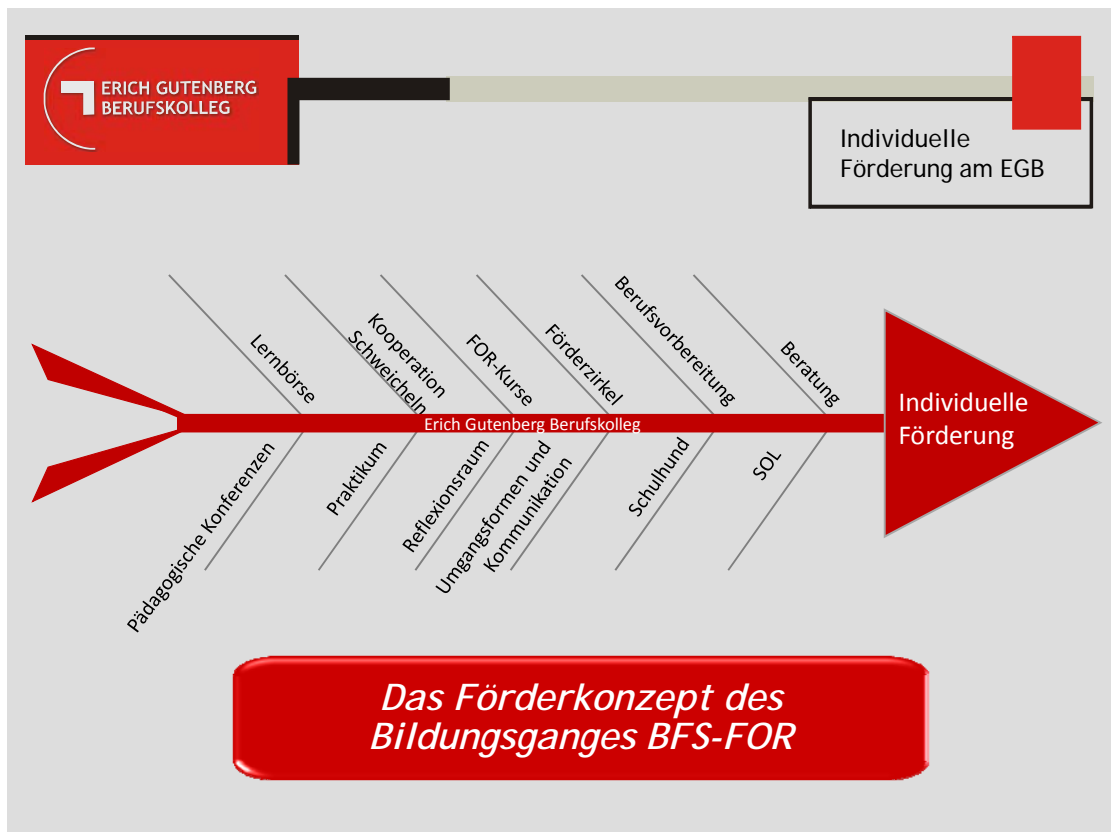 ERICH GUTENBERG
BERUFSKOLLEG
Individuelle
Förderung am EGB
Lernbörse
Kooperation
Schweicheln
FOR-Kurse
Förderzirkel
Berufsvorbereitung
Beratung
Erich Gutenberg Berufskolleg
Individuelle
Förderung
Pädagogische Konferenzen
Praktikum
Reflexionsraum
Umgangsformen und
Kommunikation
Schulhund
SOL
Das Förderkonzept des
Bildungsganges BFS-FOR